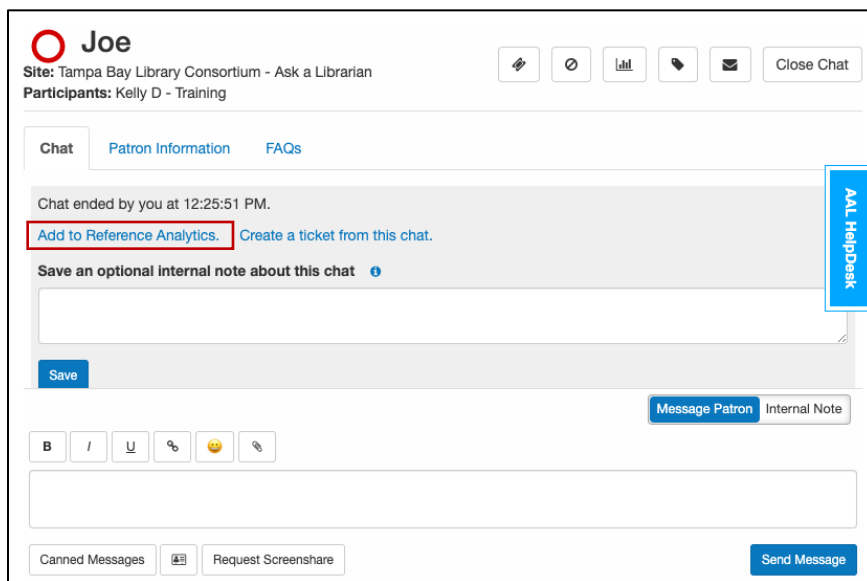 Joe
Site: Tampa Bay Library Consortium - Ask a Librarian
Participants: Kelly D - Training
Close Chat
Chat Patron Information FAQs
Chat ended by you at 12:25:51 PM.
Add to Reference Analytics. Create a ticket from this chat.
Save an optional internal note about this chat
AAL HelpDesk
Save
Message Patron Internal Note
B I U
Canned Messages Request Screenshare Send Message